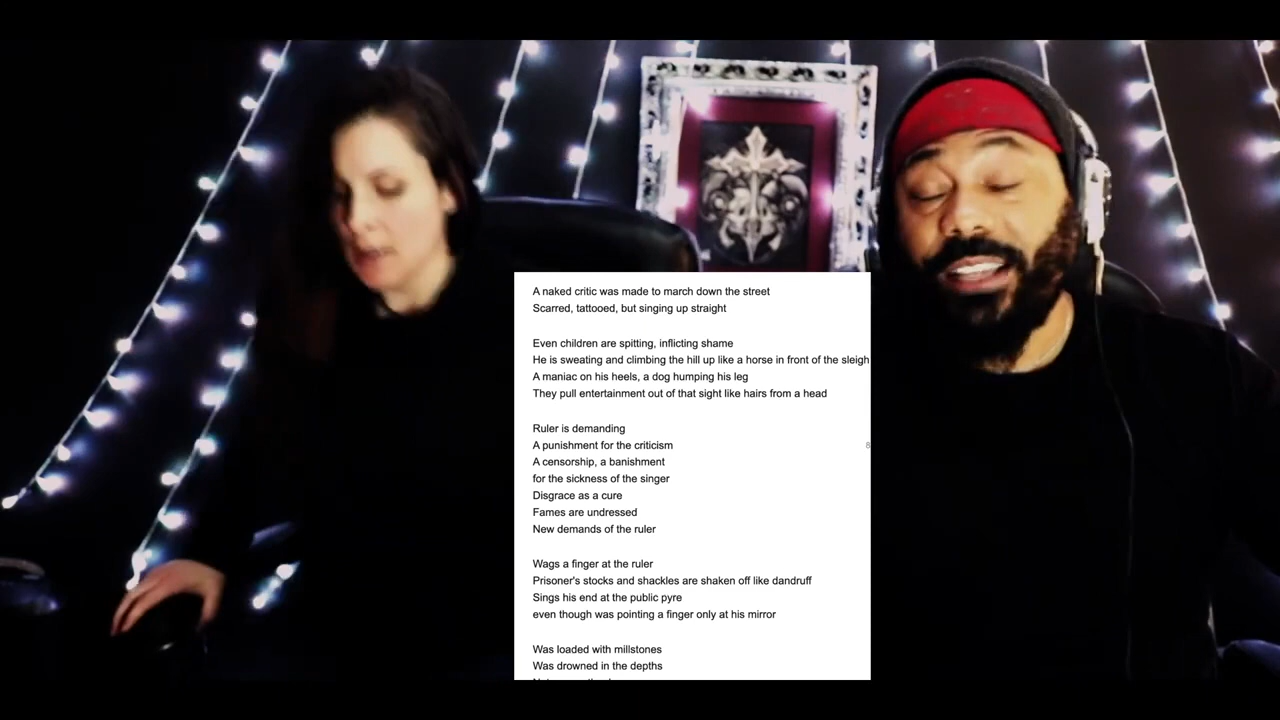 A naked critic was made to march down the street
Scarred, tattooed, but singing up straight
Even children are spitting, inflicting shame
He is sweating and climbing the hill up like a horse in front of the sleigh
A maniac on his heels, a dog humping his leg
They pull entertainment out of that sight like hairs from a head
Ruler is demanding
A punishment for the criticism
8
A censorship, a banishment
for the sickness of the singer
Disgrace as a cure
Fames are undressed
New demands of the ruler
Wags a finger at the ruler
Prisoner's stocks and shackles are shaken off like dandruff
Sings his end at the public pyre
even though was pointing a finger only at his mirror
Was loaded with millstones
Was drowned in the depths